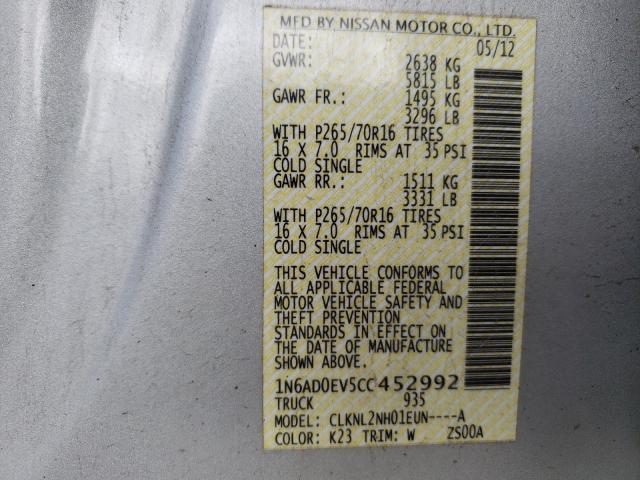 MFD BY NISSAN MOTOR CO., LTD.
DATE: 05/12
GVWR: 2638 KG
5815 LB
GAWR FR.: 1495 KG
3296 LB
WITH P265/70R16 TIRES
16 X 7.0 RIMS AT 35 PSI
COLD SINGLE
GAWR RR.: 1511 KG
3331 LB
WITH P265/70R16 TIRES
16 X 7.0 RIMS AT 35 PSI
COLD SINGLE
THIS VEHICLE CONFORMS TO
ALL APPLICABLE FEDERAL
MOTOR VEHICLE SAFETY AND
THEFT PREVENTION
STANDARDS IN EFFECT ON
THE DATE OF MANUFACTURE
SHOWN ABOVE.
1N6AD0EV5CC452992
TRUCK 935
MODEL: CLKNL2NH01EUN----A
COLOR: K23 TRIM: W ZS00A